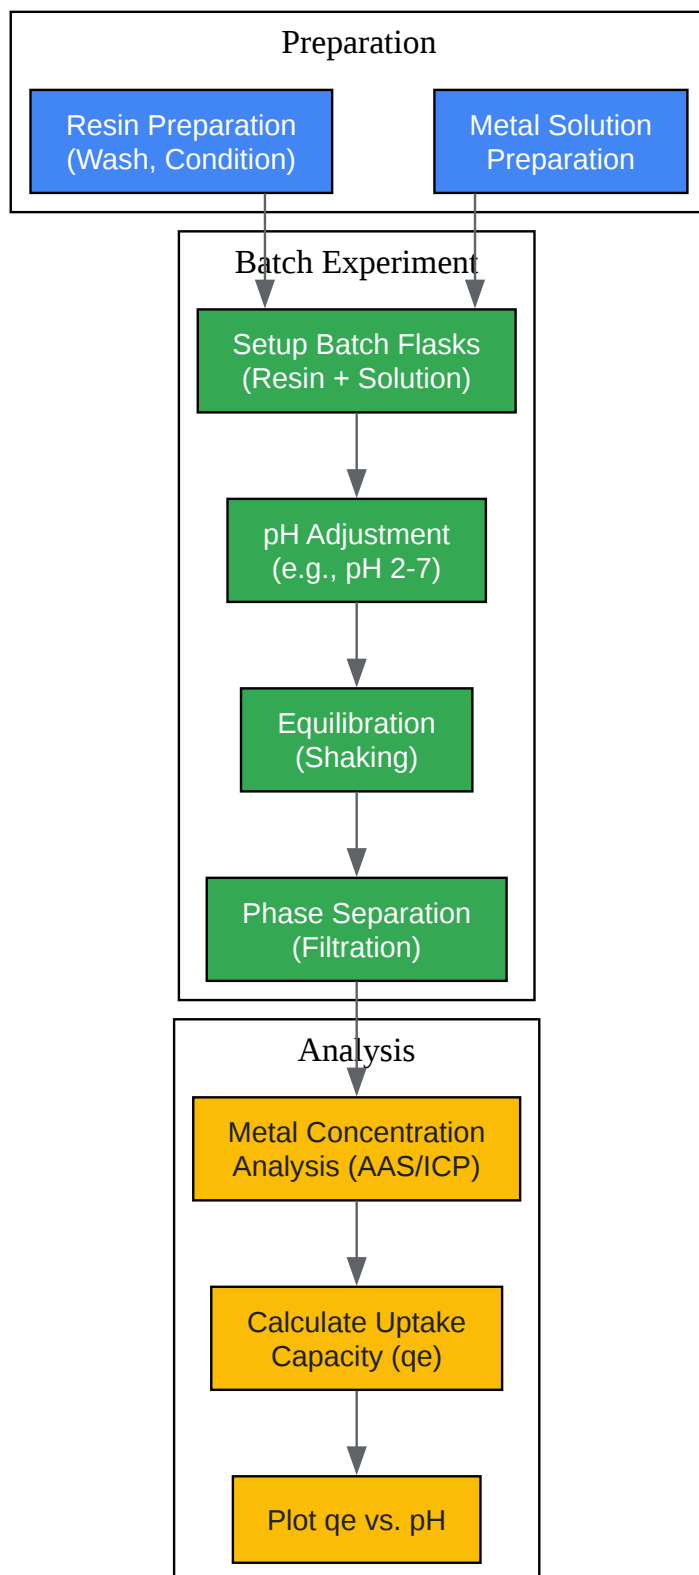 Preparation
Resin Preparation
(Wash, Condition)
Metal Solution
Preparation
Batch Experiment
Setup Batch Flasks
(Resin + Solution)
pH Adjustment
(e.g., pH 2-7)
Equilibration
(Shaking)
Phase Separation
(Filtration)
Analysis
Metal Concentration
Analysis (AAS/ICP)
Calculate Uptake
Capacity (qe)
Plot qe vs. pH